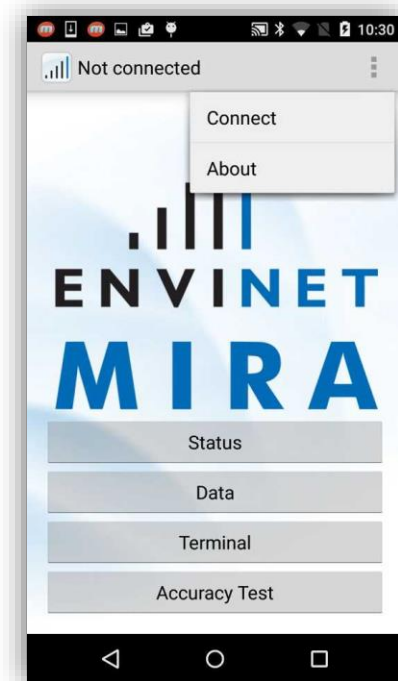 10:30
Not connected
Connect
About
ENVINET
MIRA
Status
Data
Terminal
Accuracy Test